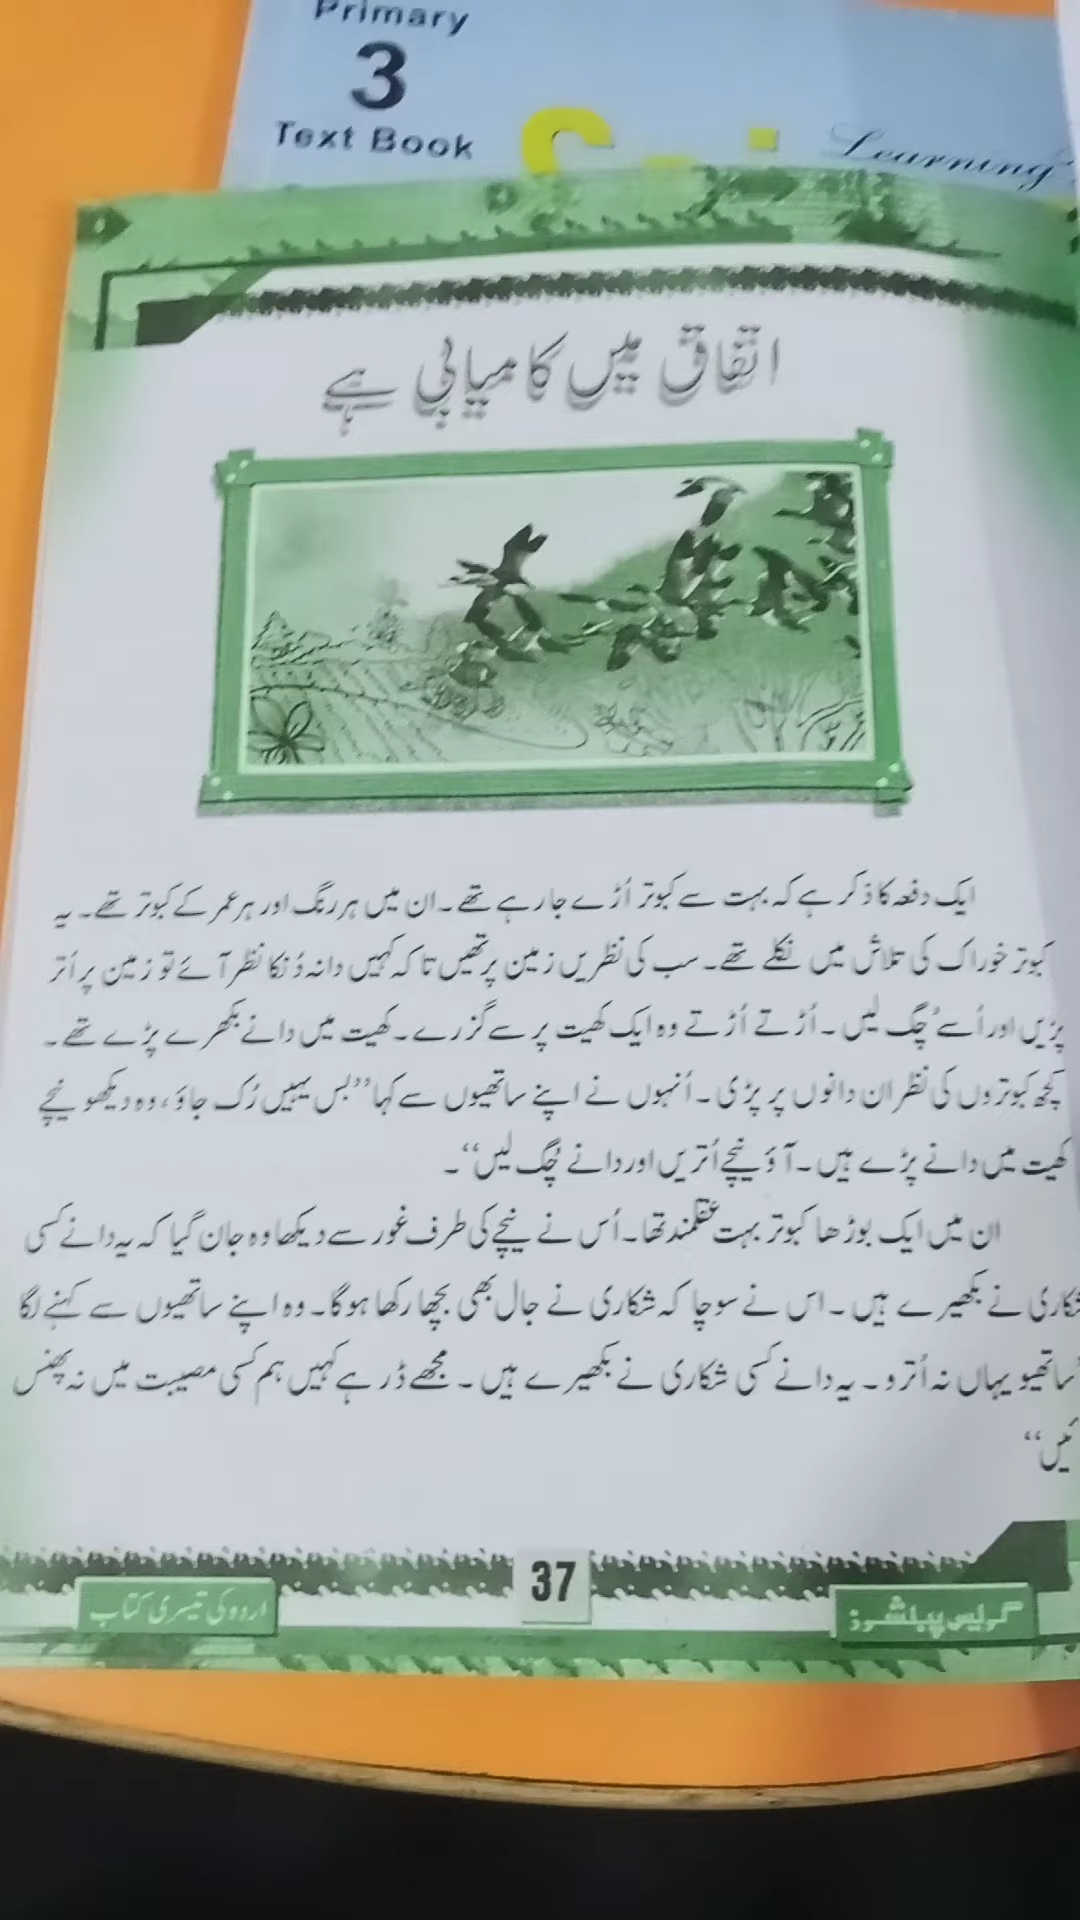 Primary
3
Text Book
Learning
اتفاق میں کامیابی ہے
ایک دفعہ کا ذکر ہے کہ بہت سے کبوتر اُڑے جا رہے تھے۔ ان میں ہر رنگ اور ہر عمر کے کبوتر تھے۔ یہ
کبوتر خوراک کی تلاش میں نکلے تھے۔ سب کی نظریں زمین پر تھیں تا کہ کہیں دانہ دُنکا نظر آئے تو زمین پر اُتر
پڑیں اور اُسے چُگ لیں۔ اُڑتے اُڑتے وہ ایک کھیت پر سے گزرے۔ کھیت میں دانے بکھرے پڑے تھے۔
کچھ کبوتروں کی نظر ان دانوں پر پڑی۔ اُنہوں نے اپنے ساتھیوں سے کہا ”بس یہیں رُک جاؤ، وہ دیکھو نیچے
کھیت میں دانے پڑے ہیں۔ آؤ نیچے اُتریں اور دانے چُگ لیں“۔
ان میں ایک بوڑھا کبوتر بہت عقلمند تھا۔ اُس نے نیچے کی طرف غور سے دیکھا وہ جان گیا کہ یہ دانے کسی
شکاری نے بکھیرے ہیں۔ اس نے سوچا کہ شکاری نے جال بھی بچھا رکھا ہوگا۔ وہ اپنے ساتھیوں سے کہنے لگا
ساتھیو یہاں نہ اُترو۔ یہ دانے کسی شکاری نے بکھیرے ہیں۔ مجھے ڈر ہے کہیں ہم کسی مصیبت میں نہ پھنس
ئیں“
37
گرلیس پبلشرز
اردو کی تیسری کتاب